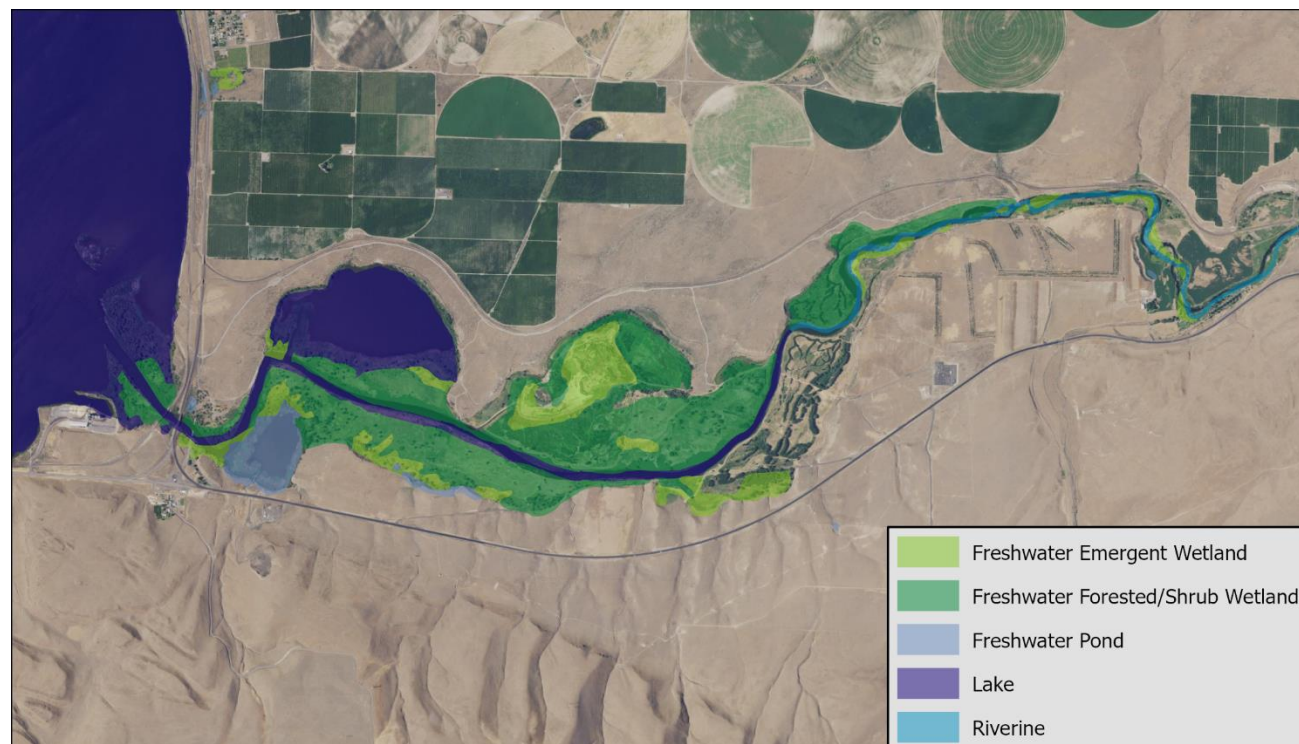 Freshwater Emergent Wetland
Freshwater Forested/Shrub Wetland
Freshwater Pond
Lake
Riverine